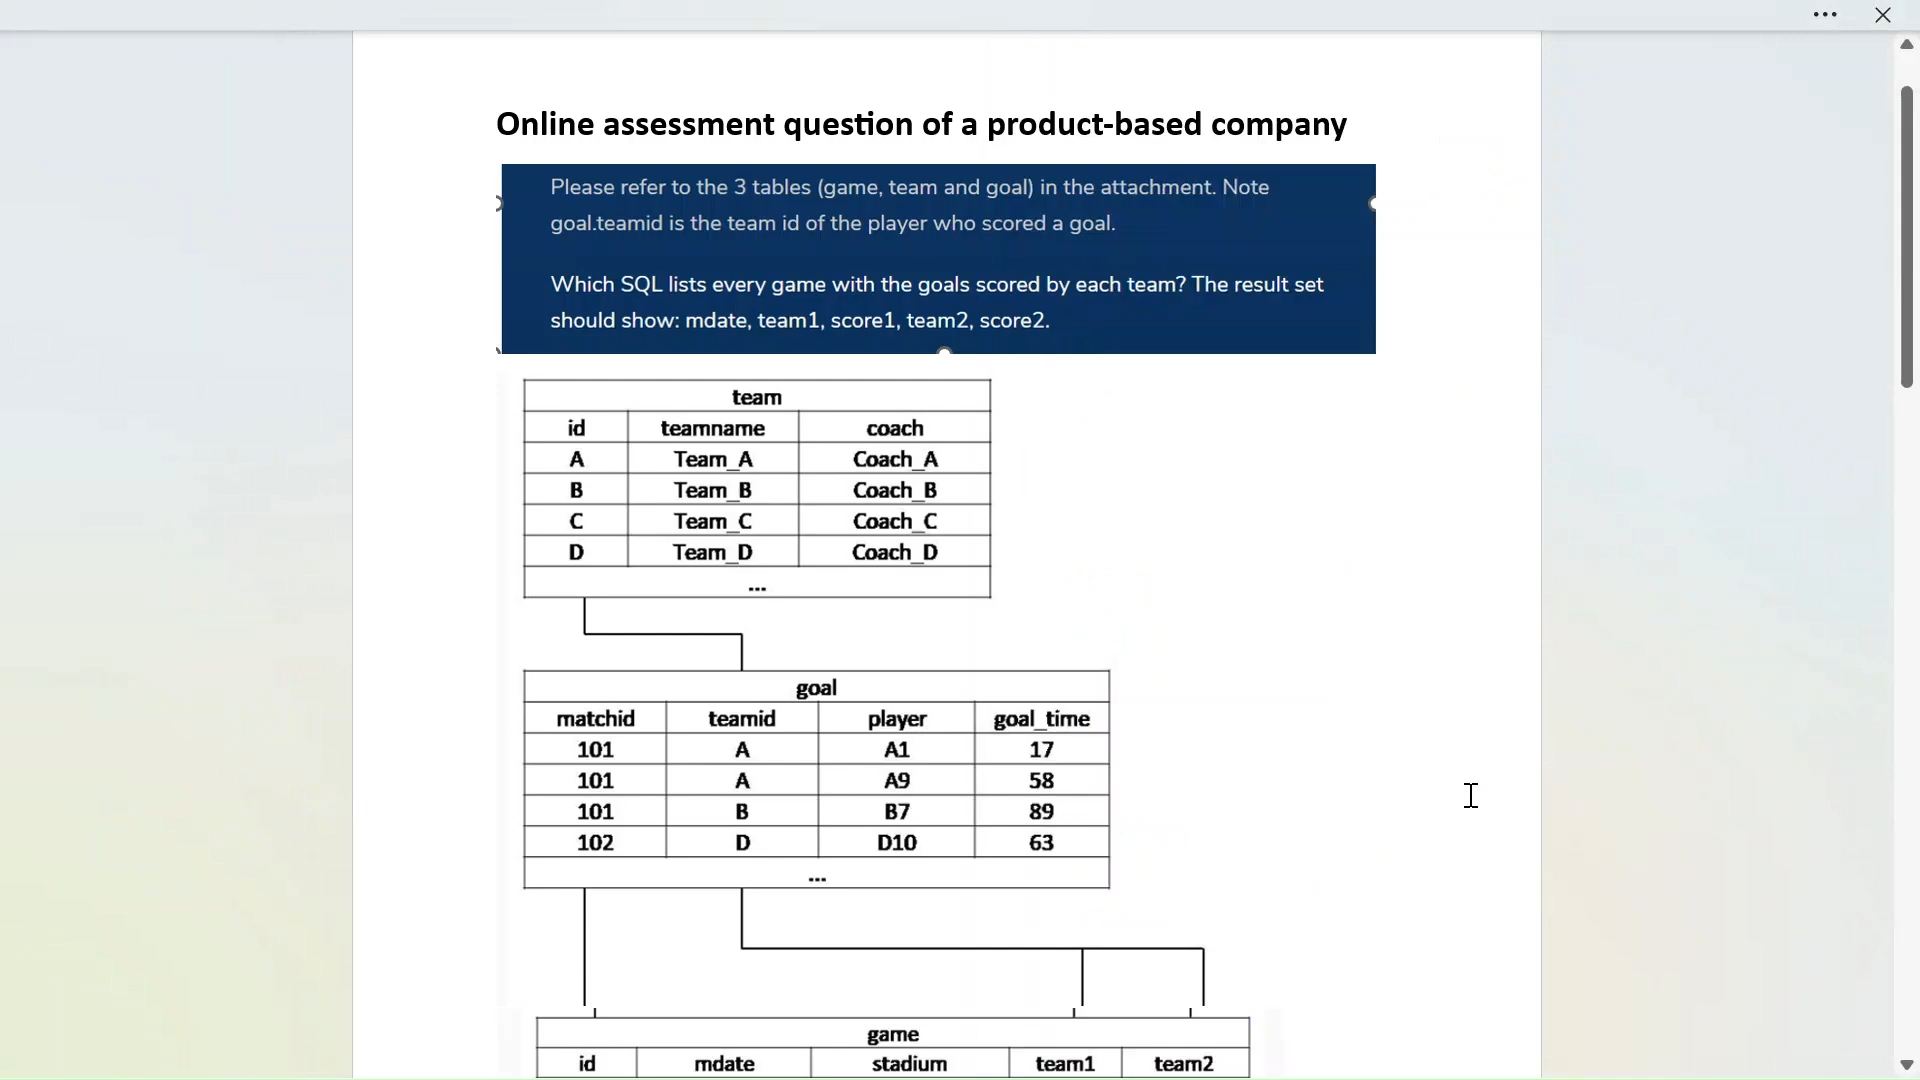 Online assessment question of a product-based company
Please refer to the 3 tables (game, team and goal) in the attachment. Note
goal.teamid is the team id of the player who scored a goal.
Which SQL lists every game with the goals scored by each team? The result set
should show: mdate, team1, score1, team2, score2.
team
id teamname coach
A Team_A Coach_A
B Team_B Coach_B
C Team_C Coach_C
D Team_D Coach_D
...
goal
matchid teamid player goal_time
101 A A1 17
101 A A9 58
101 B B7 89
102 D D10 63
...
game
id mdate stadium team1 team2